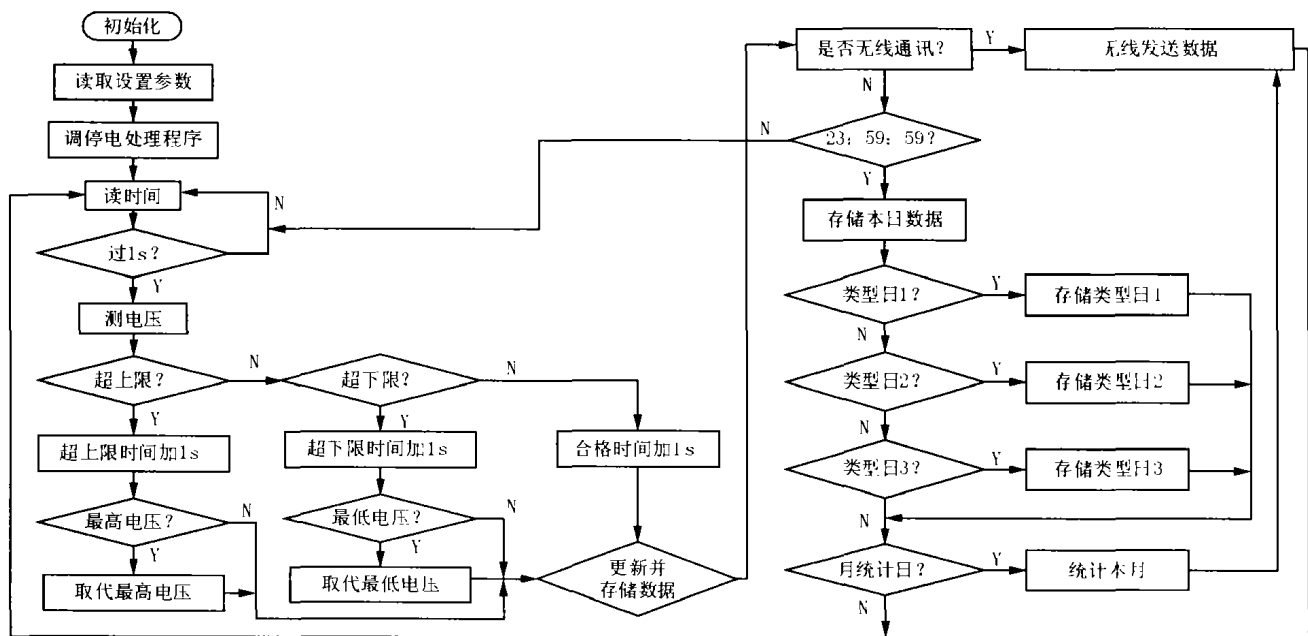 初始化
读取设置参数
调停电处理程序
读时间
N
过1s?
Y
测电压
超上限?
N
Y
超上限时间加1s
最高电压?
N
Y
取代最高电压
超下限?
N
Y
超下限时间加1s
最低电压?
N
Y
取代最低电压
合格时间加1s
更新并
存储数据
是否无线通讯?
Y
无线发送数据
N
23:59:59?
N
Y
存储本日数据
类型日1?
Y
存储类型日1
N
类型日2?
Y
存储类型日2
N
类型日3?
Y
存储类型日3
N
月统计日?
Y
统计本月
N